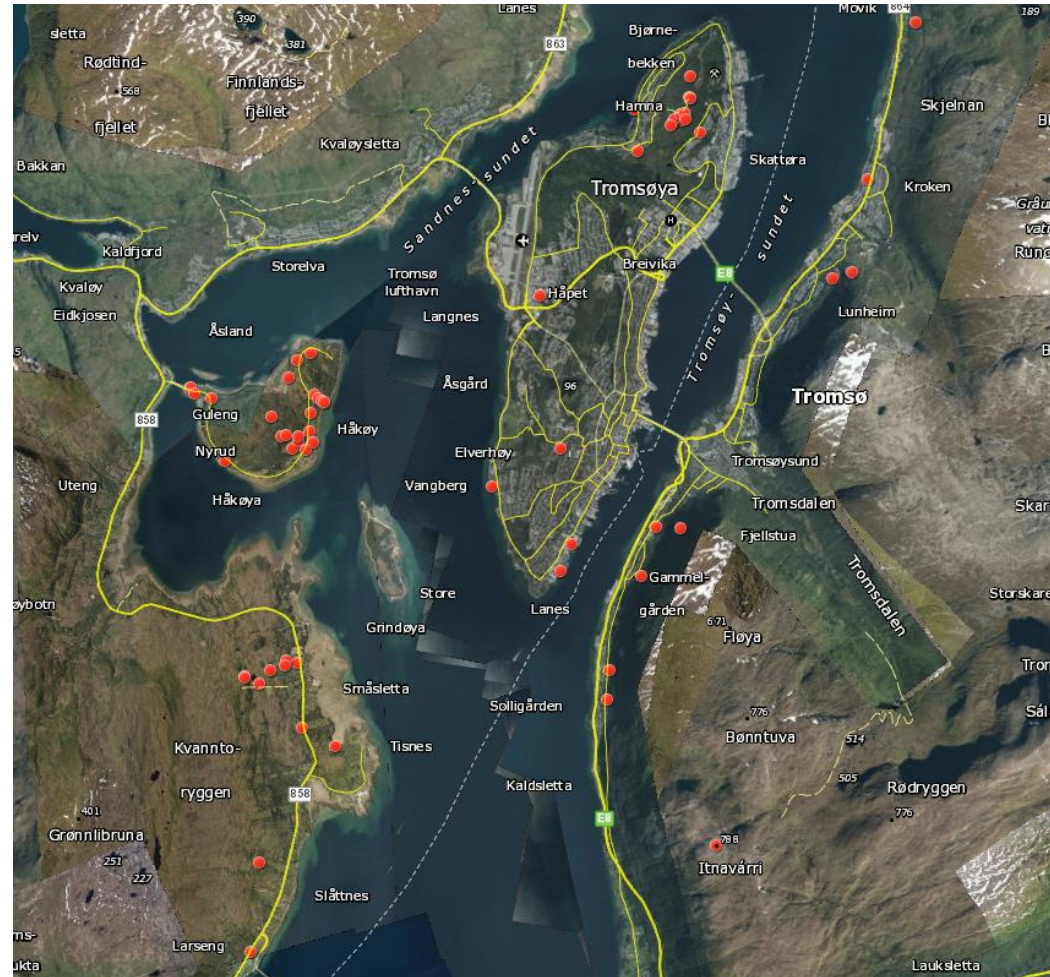 Lanes
Movik
864
189
390
sletta
Bjørne-
863
381
Rødtind-
bekken
Finnlands-
568
fjellet
Hamna
Skjelnan
fjellet
Kvaløysletta
Bakkan
Sandnes-sundet
Skattøra
Tromsøya
Kroken
H
Kaldfjord
Storelva
Breivika
sundet
Tromsøy-
E8
Kvaløy
Tromsø
lufthavn
Håpet
Eidkjosen
Langnes
Lunheim
Åsland
Åsgård
96
Tromsø
Guleng
858
Håkøy
Nyrud
Elverhøy
Tromsøysund
Uteng
Vangberg
Håkøya
Tromsdalen
Fjellstua
Tromsdalen
Gammel-
gården
Store
Grindøya
Lanes
Storskare
671
Fløya
Småsletta
Solligården
776
Bønntuva
514
Kvannto-
ryggen
Tisnes
505
Kaldsletta
Rødryggen
776
858
401
Grønnlibruna
E8
788
Itnavárri
251
227
Slåttnes
Larseng
Lauksletta